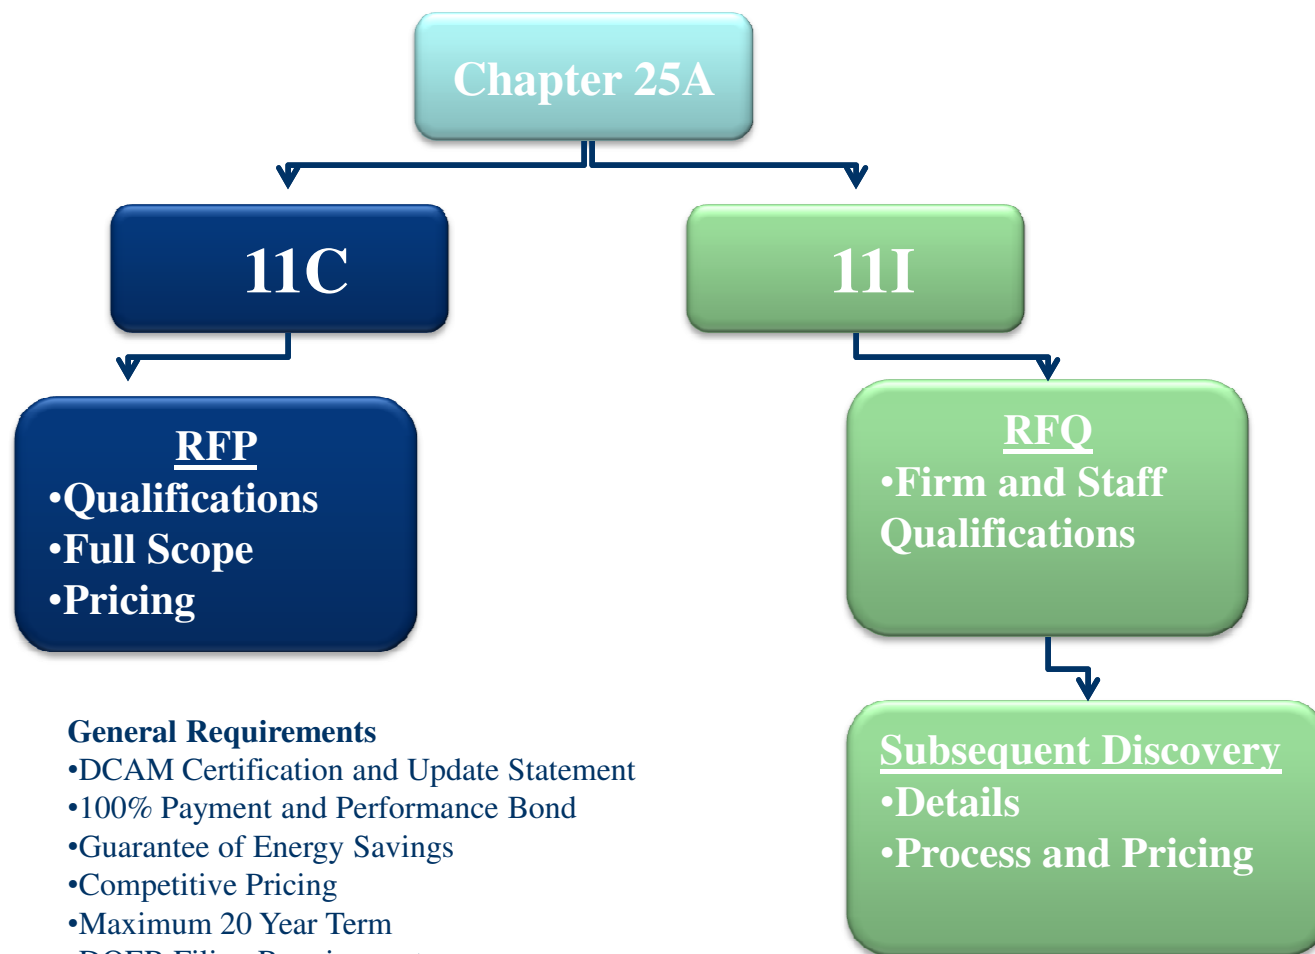 Chapter 25A
11C
11I
RFP
•Qualifications
•Full Scope
•Pricing
RFQ
•Firm and Staff
Qualifications
General Requirements
•DCAM Certification and Update Statement
•100% Payment and Performance Bond
•Guarantee of Energy Savings
•Competitive Pricing
•Maximum 20 Year Term
Subsequent Discovery
•Details
•Process and Pricing